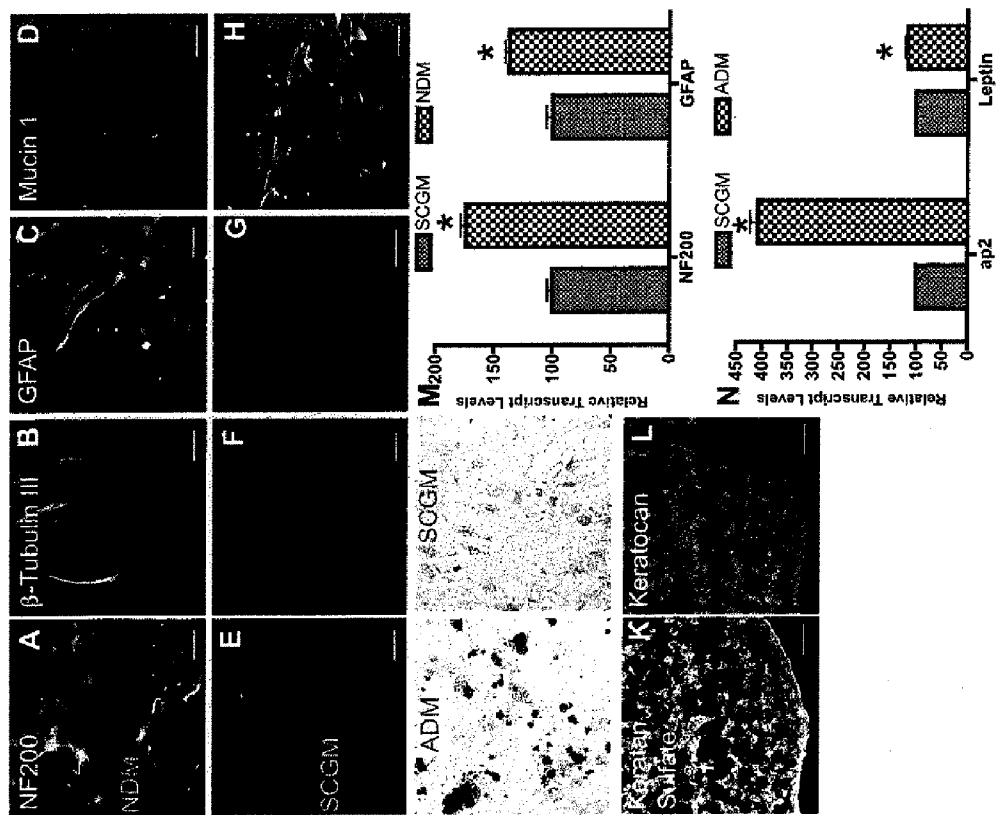 NF200
NDM
A
β-Tubulin III
B
GFAP
C
Mucin 1
D
SCGM
E
F
G
H
ADM
SCGM
Keratan
Sulfate
K
Keratocan
L
M
SCGM
NDM
Relative Transcript Levels
200
150
100
50
0
*
*
NF200
GFAP
N
SCGM
ADM
Relative Transcript Levels
450
400
350
300
250
200
150
100
50
0
*
*
ap2
Leptin